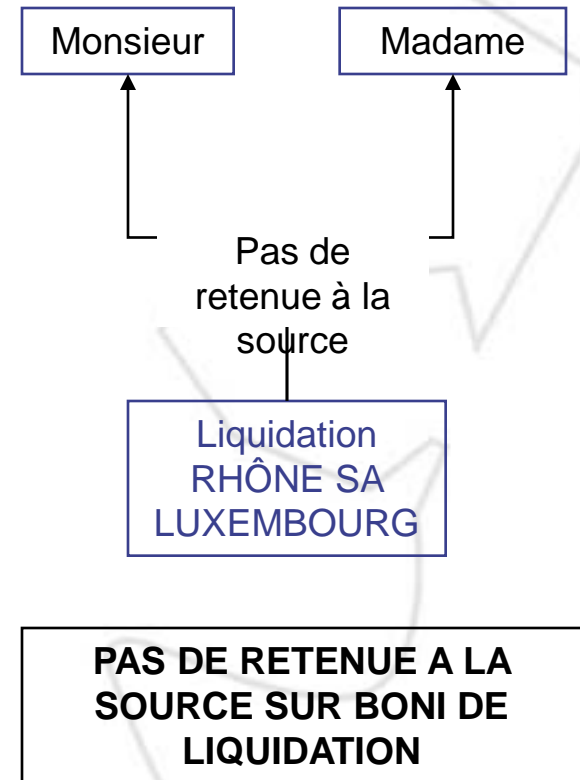 Monsieur
Madame
Pas de
retenue à la
source
Liquidation
RHÔNE SA
LUXEMBOURG
PAS DE RETENUE A LA
SOURCE SUR BONI DE
LIQUIDATION